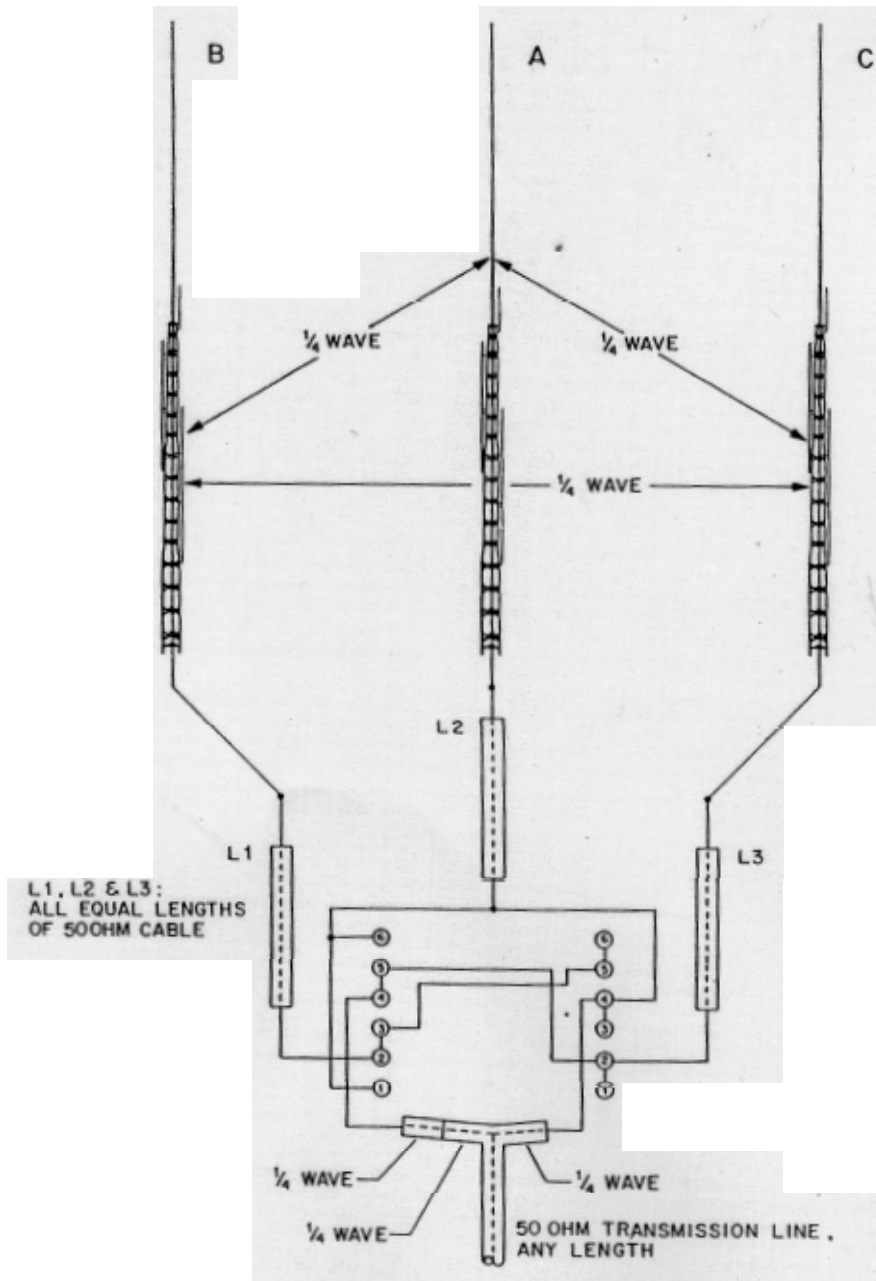 B
A
C
¼ WAVE
¼ WAVE
¼ WAVE
L2
L1
L3
L1, L2 & L3:
ALL EQUAL LENGTHS
OF 50OHM CABLE
6
6
5
5
4
4
3
3
2
2
1
1
¼ WAVE
¼ WAVE
¼ WAVE
50 OHM TRANSMISSION LINE,
ANY LENGTH